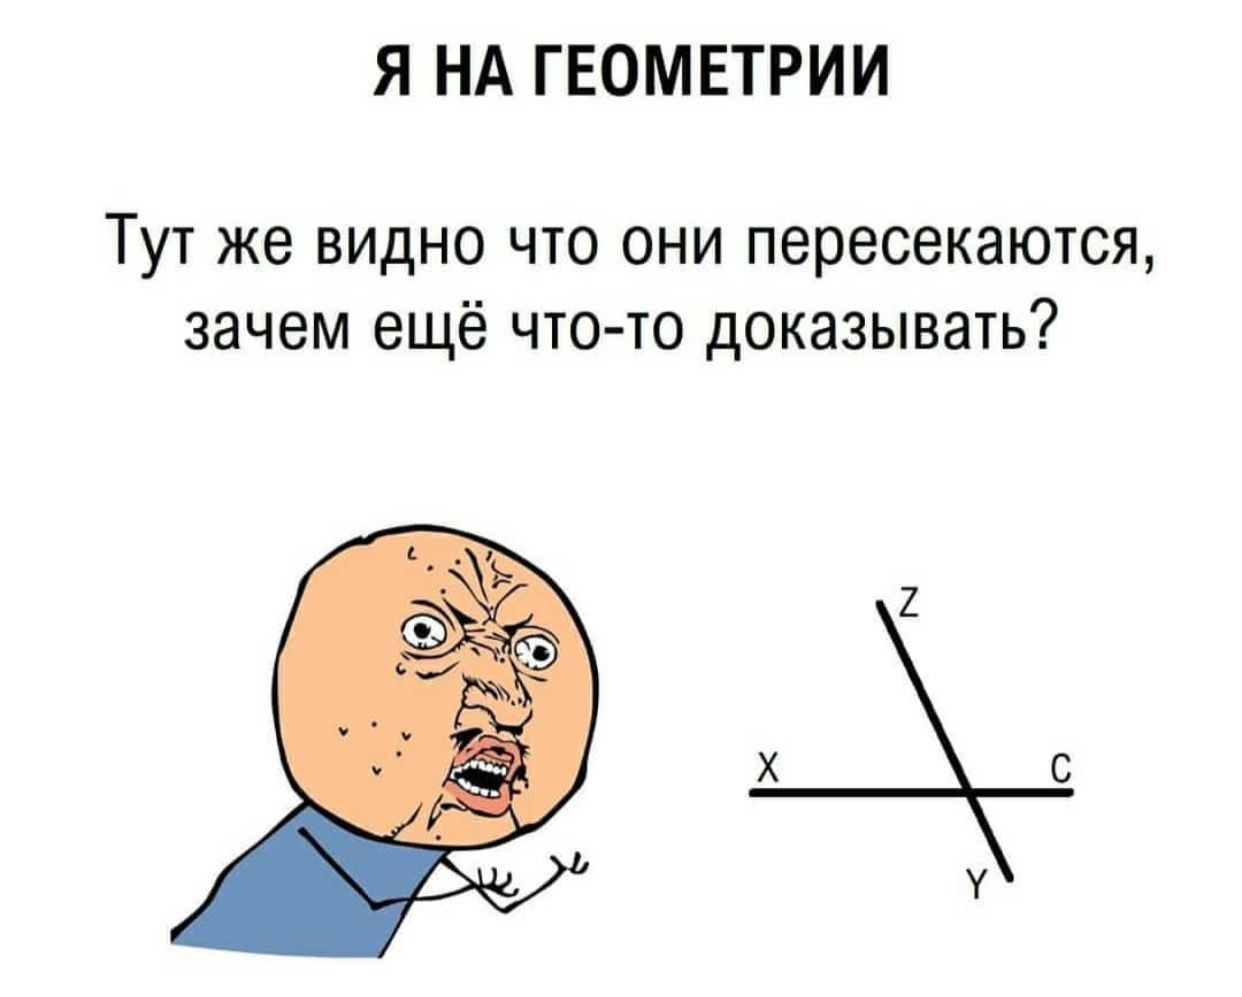 Я НА ГЕОМЕТРИИ
Тут же видно что они пересекаются,
зачем ещё что-то доказывать?
Z
X
C
Y